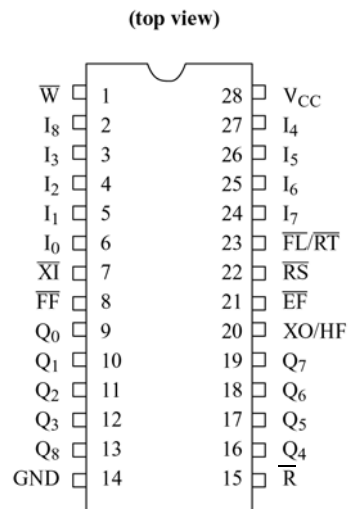 (top view)
W̅ 1 28 V_CC
I₈ 2 27 I₄
I₃ 3 26 I₅
I₂ 4 25 I₆
I₁ 5 24 I₇
I₀ 6 23 F̅L̅/R̅T̅
X̅I̅ 7 22 R̅S̅
F̅F̅ 8 21 E̅F̅
Q₀ 9 20 XO/HF
Q₁ 10 19 Q₇
Q₂ 11 18 Q₆
Q₃ 12 17 Q₅
Q₈ 13 16 Q₄
GND 14 15 R̅